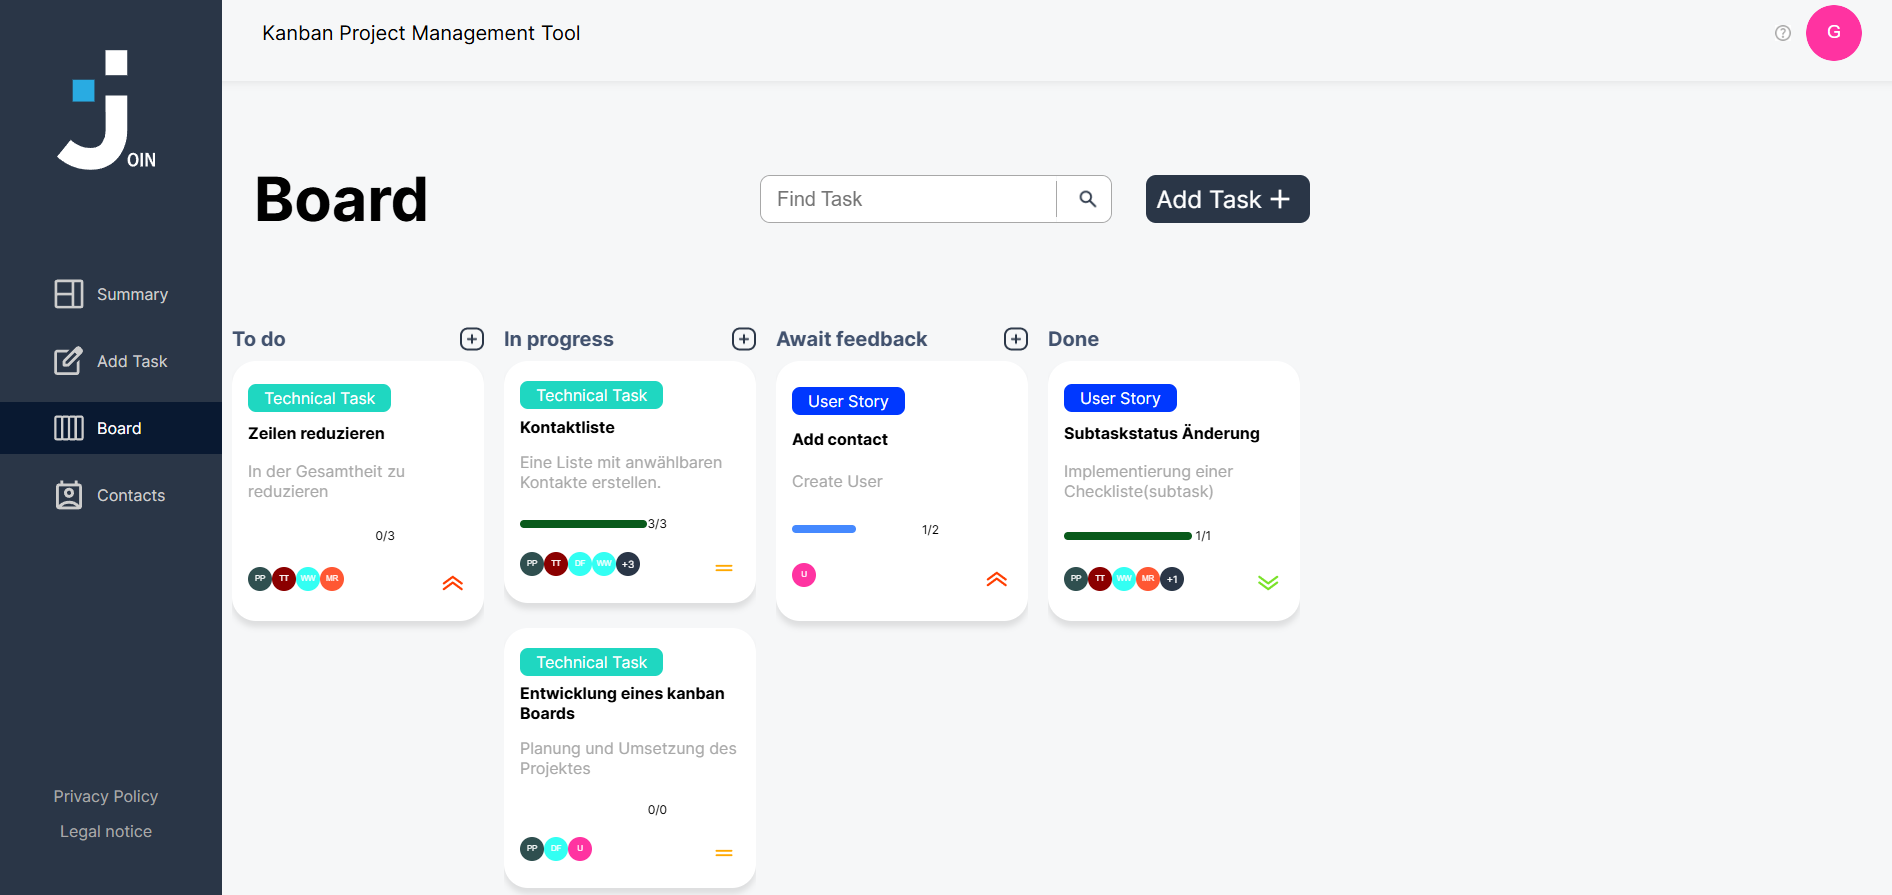 Kanban Project Management Tool
G
OIN
Summary
Add Task
Board
Contacts
Privacy Policy
Legal notice
Board
Find Task
Add Task
To do
Technical Task
Zeilen reduzieren
In der Gesamtheit zu
reduzieren
0/3
PP TT WW MR
In progress
Technical Task
Kontaktliste
Eine Liste mit anwählbaren
Kontakte erstellen.
3/3
PP TT DF WW +3
Technical Task
Entwicklung eines kanban
Boards
Planung und Umsetzung des
Projektes
0/0
PP DF U
Await feedback
User Story
Add contact
Create User
1/2
U
Done
User Story
Subtaskstatus Änderung
Implementierung einer
Checkliste(subtask)
1/1
PP TT WW MR +1